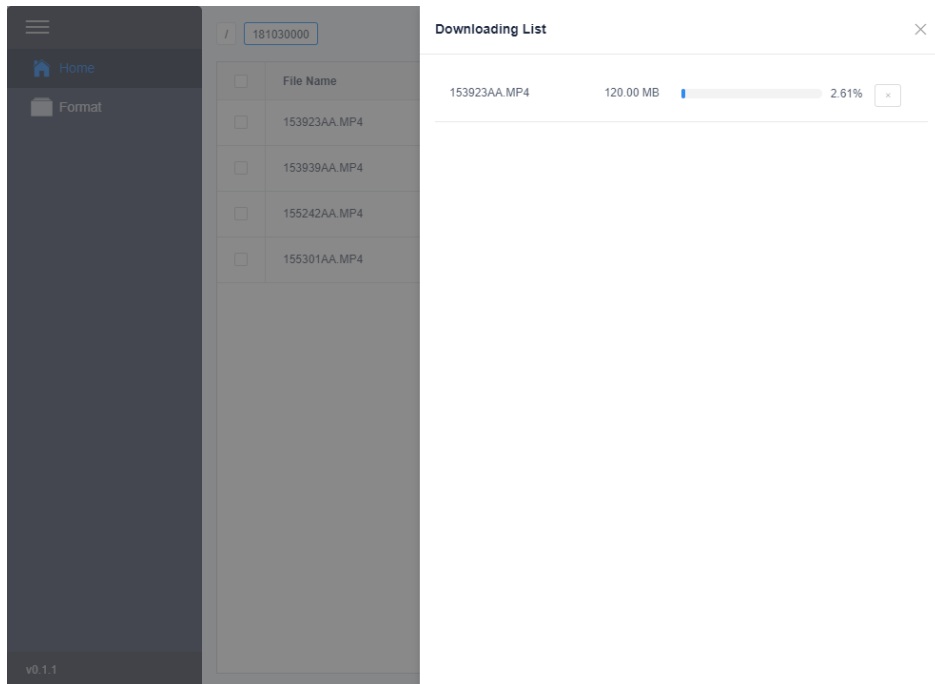 / 181030000
Home
Format
File Name
153923AA.MP4
153939AA.MP4
155242AA.MP4
155301AA.MP4
v0.1.1
Downloading List
153923AA.MP4 120.00 MB 2.61%